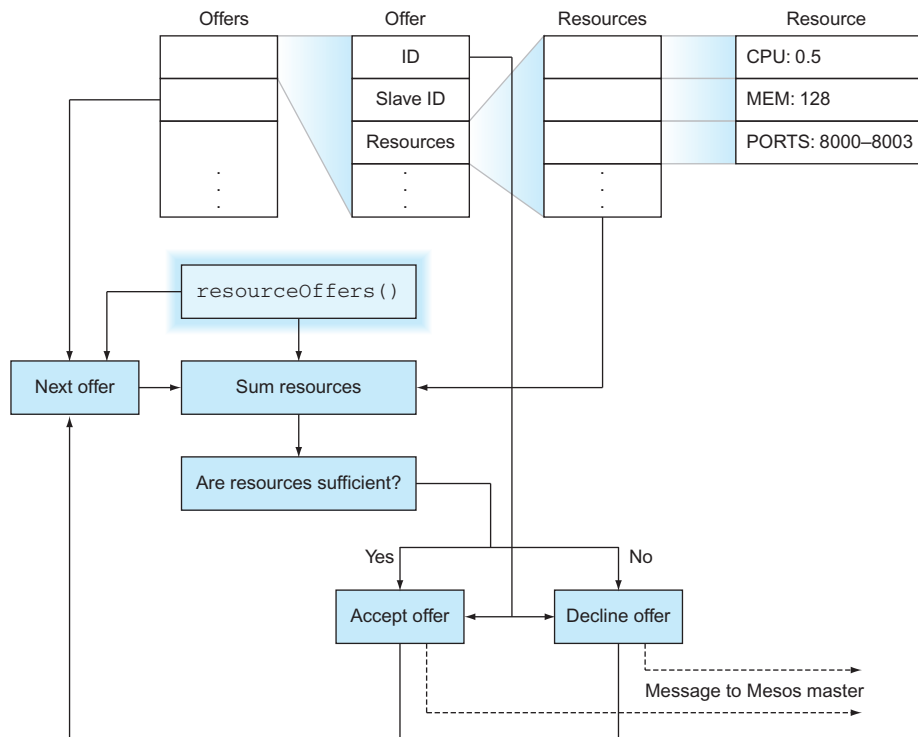 Offers
Offer
Resources
Resource
ID
Slave ID
Resources
CPU: 0.5
MEM: 128
PORTS: 8000–8003
resourceOffers()
Next offer
Sum resources
Are resources sufficient?
Yes
No
Accept offer
Decline offer
Message to Mesos master